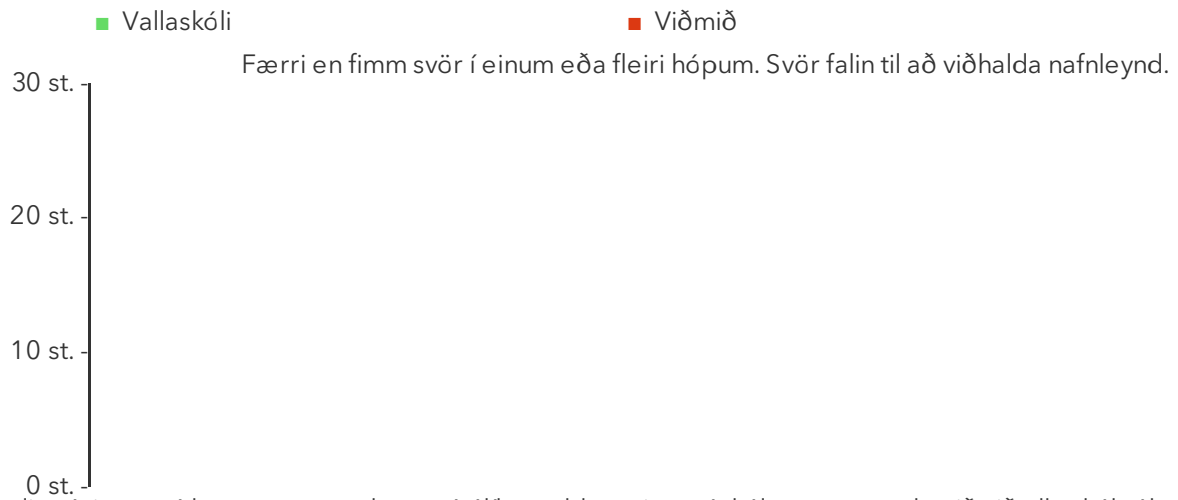 Vallaskóli Viðmið
Færri en fimm svör í einum eða fleiri hópum. Svör falin til að viðhalda nafnleynd.
30 st.
20 st.
10 st.
0 st.